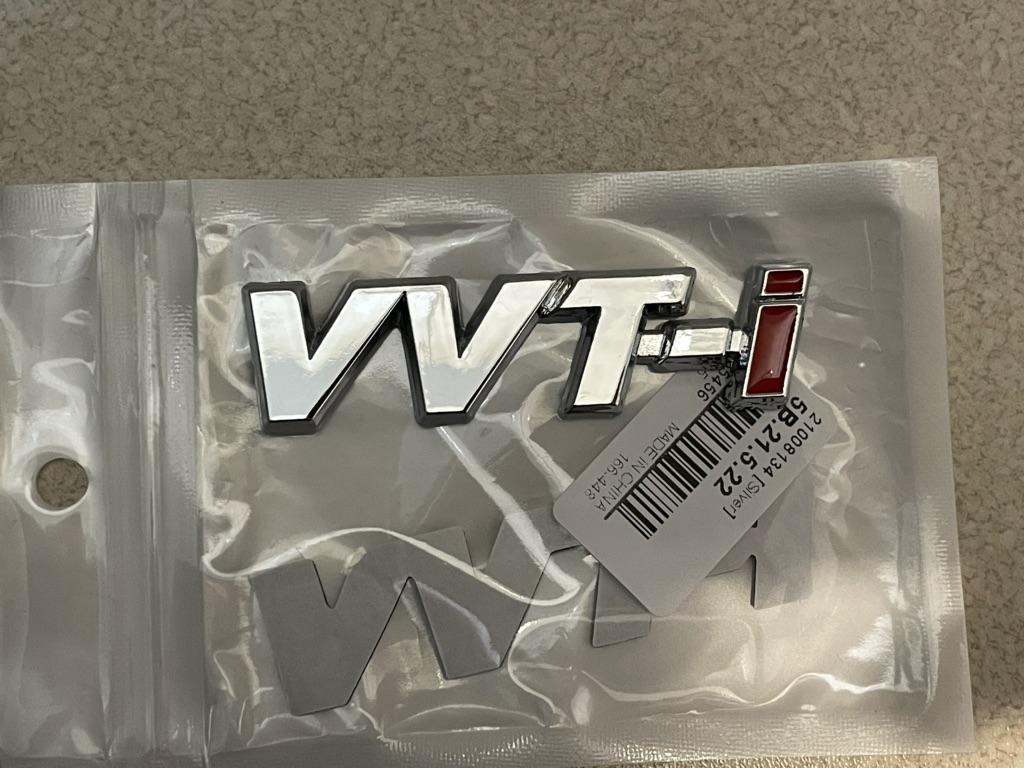 VVT-i
21008134 [Silver]
5B.21.5.22
MADE IN CHINA
166-448